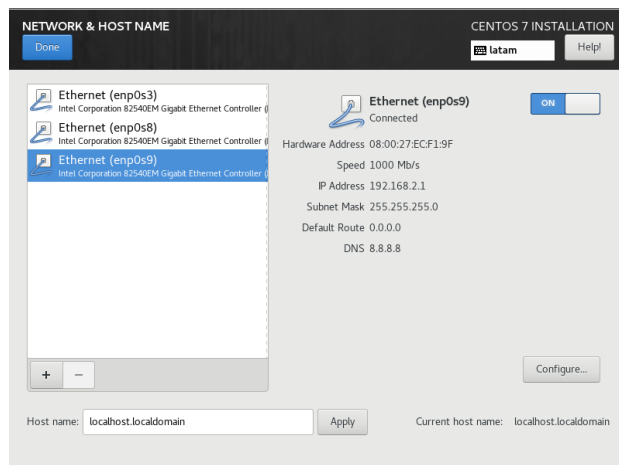 NETWORK & HOST NAME
CENTOS 7 INSTALLATION
Done
latam
Help!
Ethernet (enp0s3)
Intel Corporation 82540EM Gigabit Ethernet Controller (
Ethernet (enp0s8)
Intel Corporation 82540EM Gigabit Ethernet Controller (
Ethernet (enp0s9)
Intel Corporation 82540EM Gigabit Ethernet Controller (
Ethernet (enp0s9)
Connected
ON
Hardware Address 08:00:27:EC:F1:9F
Speed 1000 Mb/s
IP Address 192.168.2.1
Subnet Mask 255.255.255.0
Default Route 0.0.0.0
DNS 8.8.8.8
+ −
Configure...
Host name: localhost.localdomain
Apply
Current host name: localhost.localdomain